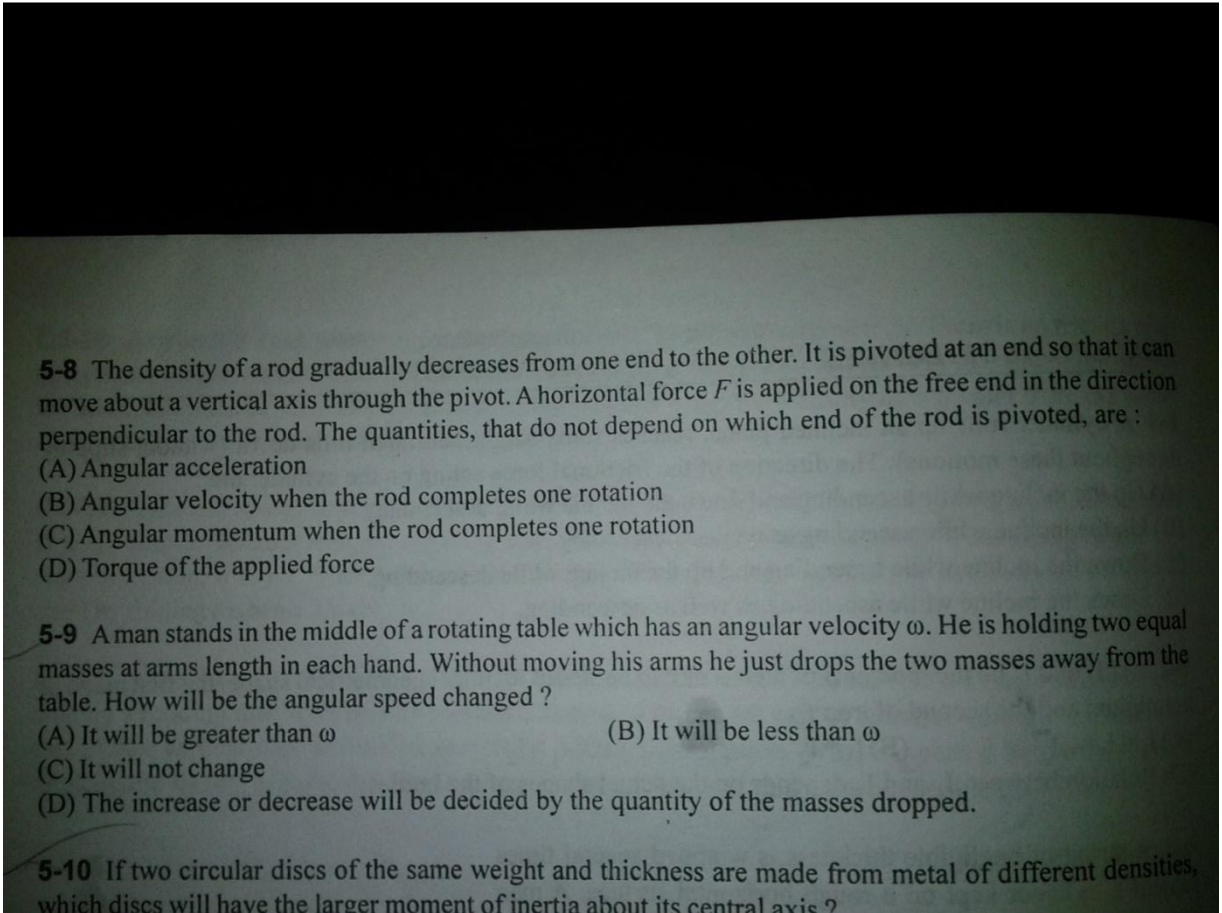 5-8 The density of a rod gradually decreases from one end to the other. It is pivoted at an end so that it can
move about a vertical axis through the pivot. A horizontal force F is applied on the free end in the direction
perpendicular to the rod. The quantities, that do not depend on which end of the rod is pivoted, are :
(A) Angular acceleration
(B) Angular velocity when the rod completes one rotation
(C) Angular momentum when the rod completes one rotation
(D) Torque of the applied force
5-9 A man stands in the middle of a rotating table which has an angular velocity ω. He is holding two equal
masses at arms length in each hand. Without moving his arms he just drops the two masses away from the
table. How will be the angular speed changed ?
(A) It will be greater than ω (B) It will be less than ω
(C) It will not change
(D) The increase or decrease will be decided by the quantity of the masses dropped.
5-10 If two circular discs of the same weight and thickness are made from metal of different densities,
which discs will have the larger moment of inertia about its central axis ?